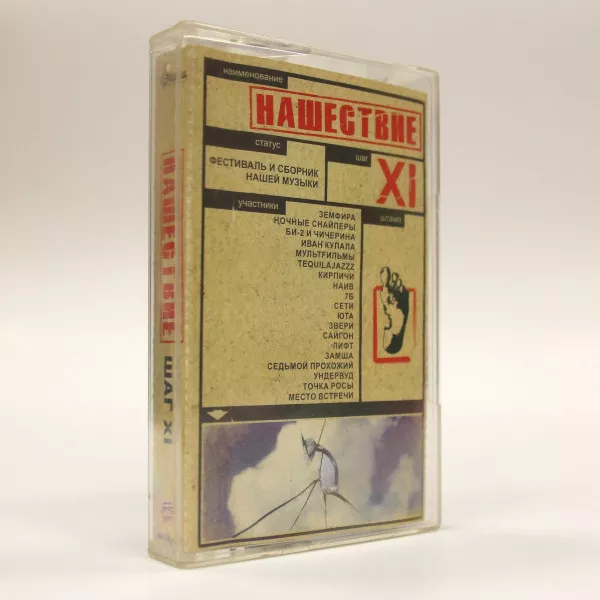 наименование
НАШЕСТВИЕ
статус
ФЕСТИВАЛЬ И СБОРНИК
НАШЕЙ МУЗЫКИ
шаг
XI
участники
штамп
ЗЕМФИРА
НОЧНЫЕ СНАЙПЕРЫ
БИ-2 И ЧИЧЕРИНА
ИВАН КУПАЛА
МУЛЬТFИЛЬМЫ
TEQUILAJAZZZ
КИРПИЧИ
НАИВ
7Б
СЕТИ
ЮТА
ЗВЕРИ
САЙГОН
ЛИФТ
ЗАМША
СЕДЬМОЙ ПРОХОЖИЙ
УНДЕРВУД
ТОЧКА РОСЫ
МЕСТО ВСТРЕЧИ
НАШЕСТВИЕ ШАГ XI